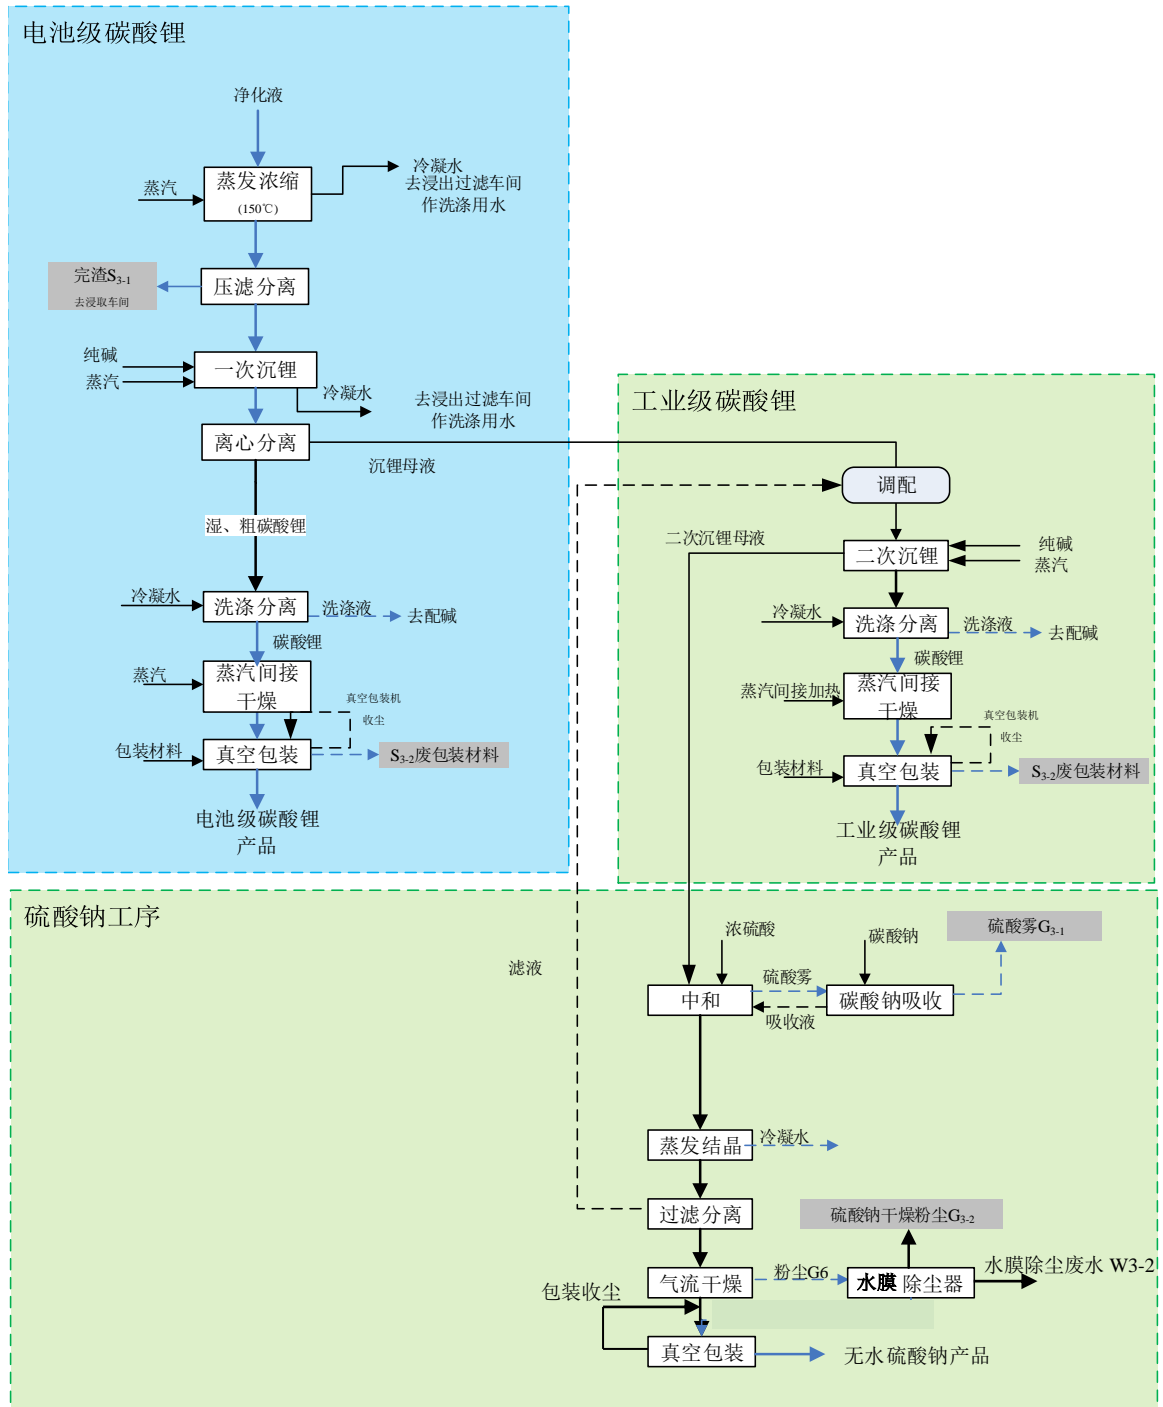 电池级碳酸锂
净化液
蒸发浓缩
(150℃)
蒸汽
冷凝水
去浸出过滤车间
作洗涤用水
压滤分离
完渣S3-1
去浸取车间
纯碱
蒸汽
一次沉锂
冷凝水
去浸出过滤车间
作洗涤用水
离心分离
沉锂母液
湿、粗碳酸锂
冷凝水
洗涤分离
洗涤液
去配碱
碳酸锂
蒸汽
蒸汽间接
干燥
真空包装机
收尘
包装材料
真空包装
S3-2废包装材料
电池级碳酸锂
产品
工业级碳酸锂
调配
二次沉锂母液
二次沉锂
纯碱
蒸汽
冷凝水
洗涤分离
洗涤液
去配碱
碳酸锂
蒸汽间接加热
蒸汽间接
干燥
真空包装机
收尘
包装材料
真空包装
S3-2废包装材料
工业级碳酸锂
产品
硫酸钠工序
滤液
浓硫酸
碳酸钠
硫酸雾G3-1
中和
硫酸雾
碳酸钠吸收
吸收液
蒸发结晶
冷凝水
过滤分离
硫酸钠干燥粉尘G3-2
气流干燥
粉尘G6
水膜除尘器
水膜除尘废水 W3-2
包装收尘
真空包装
无水硫酸钠产品